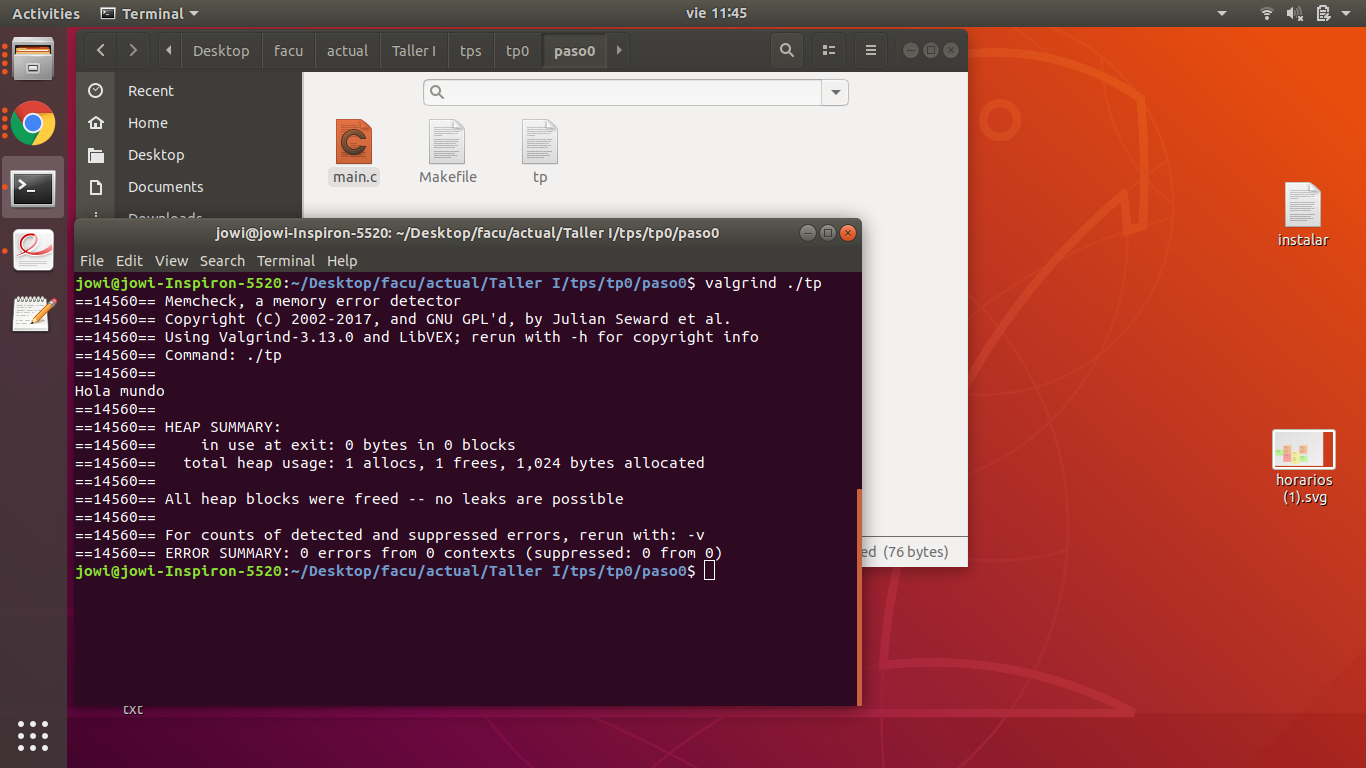 Activities Terminal vie 11:45
Desktop facu actual Taller I tps tp0 paso0
Recent
Home
Desktop
Documents
Downloads
main.c Makefile tp
instalar
horarios
(1).svg
ed (76 bytes)
jowi@jowi-Inspiron-5520: ~/Desktop/facu/actual/Taller I/tps/tp0/paso0
File Edit View Search Terminal Help
jowi@jowi-Inspiron-5520:~/Desktop/facu/actual/Taller I/tps/tp0/paso0$ valgrind ./tp
==14560== Memcheck, a memory error detector
==14560== Copyright (C) 2002-2017, and GNU GPL'd, by Julian Seward et al.
==14560== Using Valgrind-3.13.0 and LibVEX; rerun with -h for copyright info
==14560== Command: ./tp
==14560==
Hola mundo
==14560==
==14560== HEAP SUMMARY:
==14560==     in use at exit: 0 bytes in 0 blocks
==14560==   total heap usage: 1 allocs, 1 frees, 1,024 bytes allocated
==14560==
==14560== All heap blocks were freed -- no leaks are possible
==14560==
==14560== For counts of detected and suppressed errors, rerun with: -v
==14560== ERROR SUMMARY: 0 errors from 0 contexts (suppressed: 0 from 0)
jowi@jowi-Inspiron-5520:~/Desktop/facu/actual/Taller I/tps/tp0/paso0$
txt